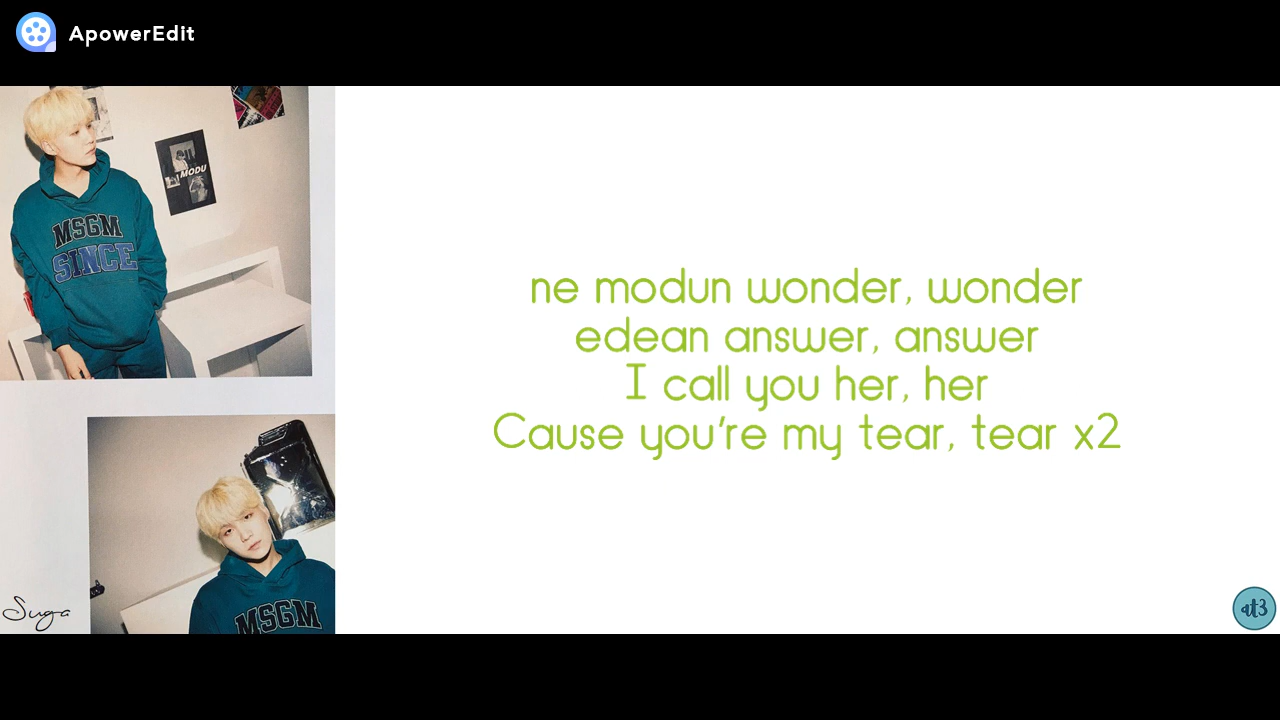 ApowerEdit
MODU
MSGM
SINCE
ne modun wonder, wonder
edean answer, answer
I call you her, her
Cause you're my tear, tear x2
MSGM
Suga
at3